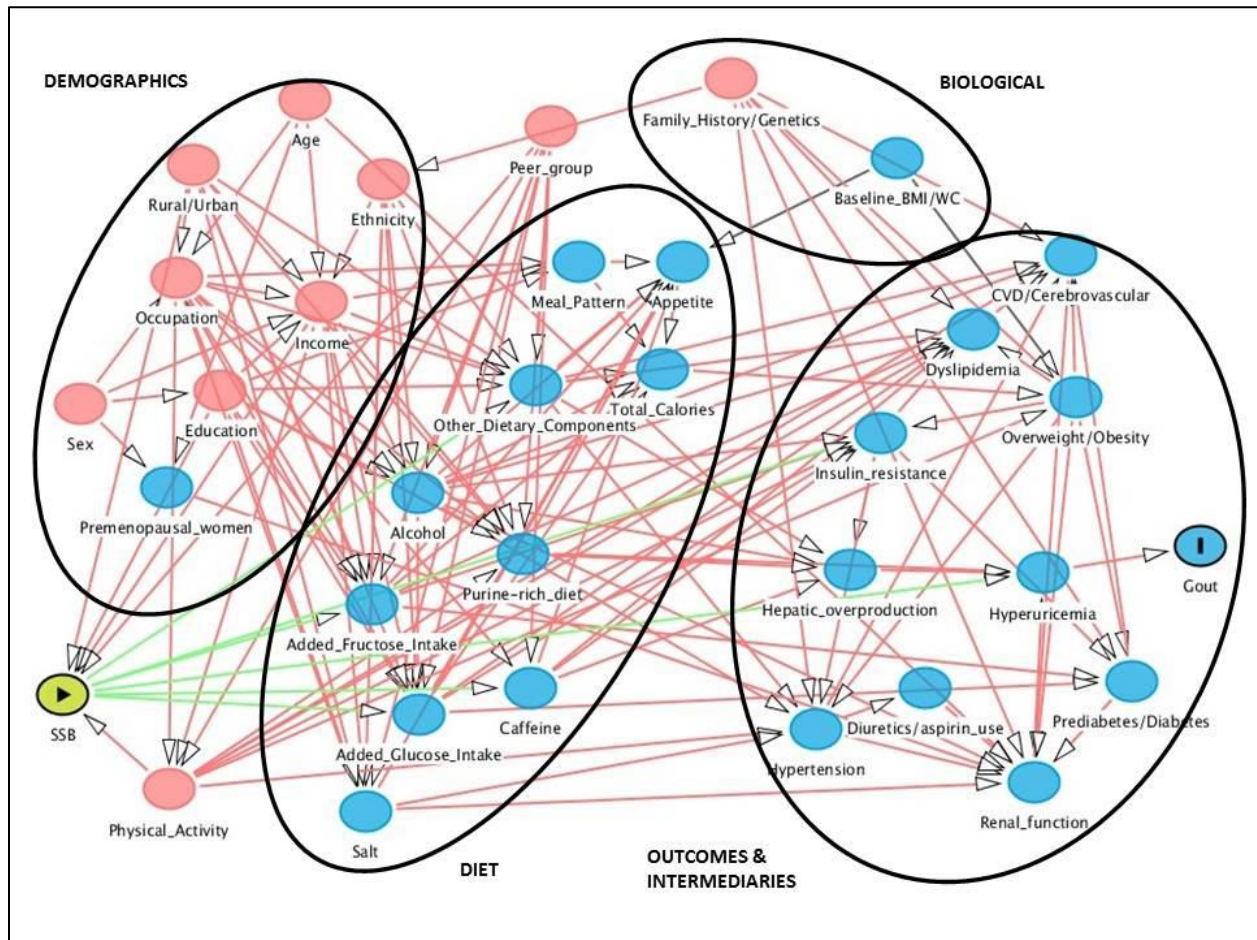 DEMOGRAPHICS
BIOLOGICAL
Family_History/Genetics
Age
Peer_group
Rural/Urban
Ethnicity
Baseline_BMI/WC
Meal_Pattern
Appetite
CVD/Cerebrovascular
Occupation
Income
Dyslipidemia
Total_Calories
Other_Dietary_Components
Sex
Education
Overweight/Obesity
Insulin_resistance
Premenopausal_women
Alcohol
Purine-rich_diet
Hepatic_overproduction
Hyperuricemia
Gout
Added_Fructose_Intake
SSB
Caffeine
Diuretics/aspirin_use
Prediabetes/Diabetes
Added_Glucose_Intake
Hypertension
Physical_Activity
Salt
Renal_function
DIET
OUTCOMES &
INTERMEDIARIES